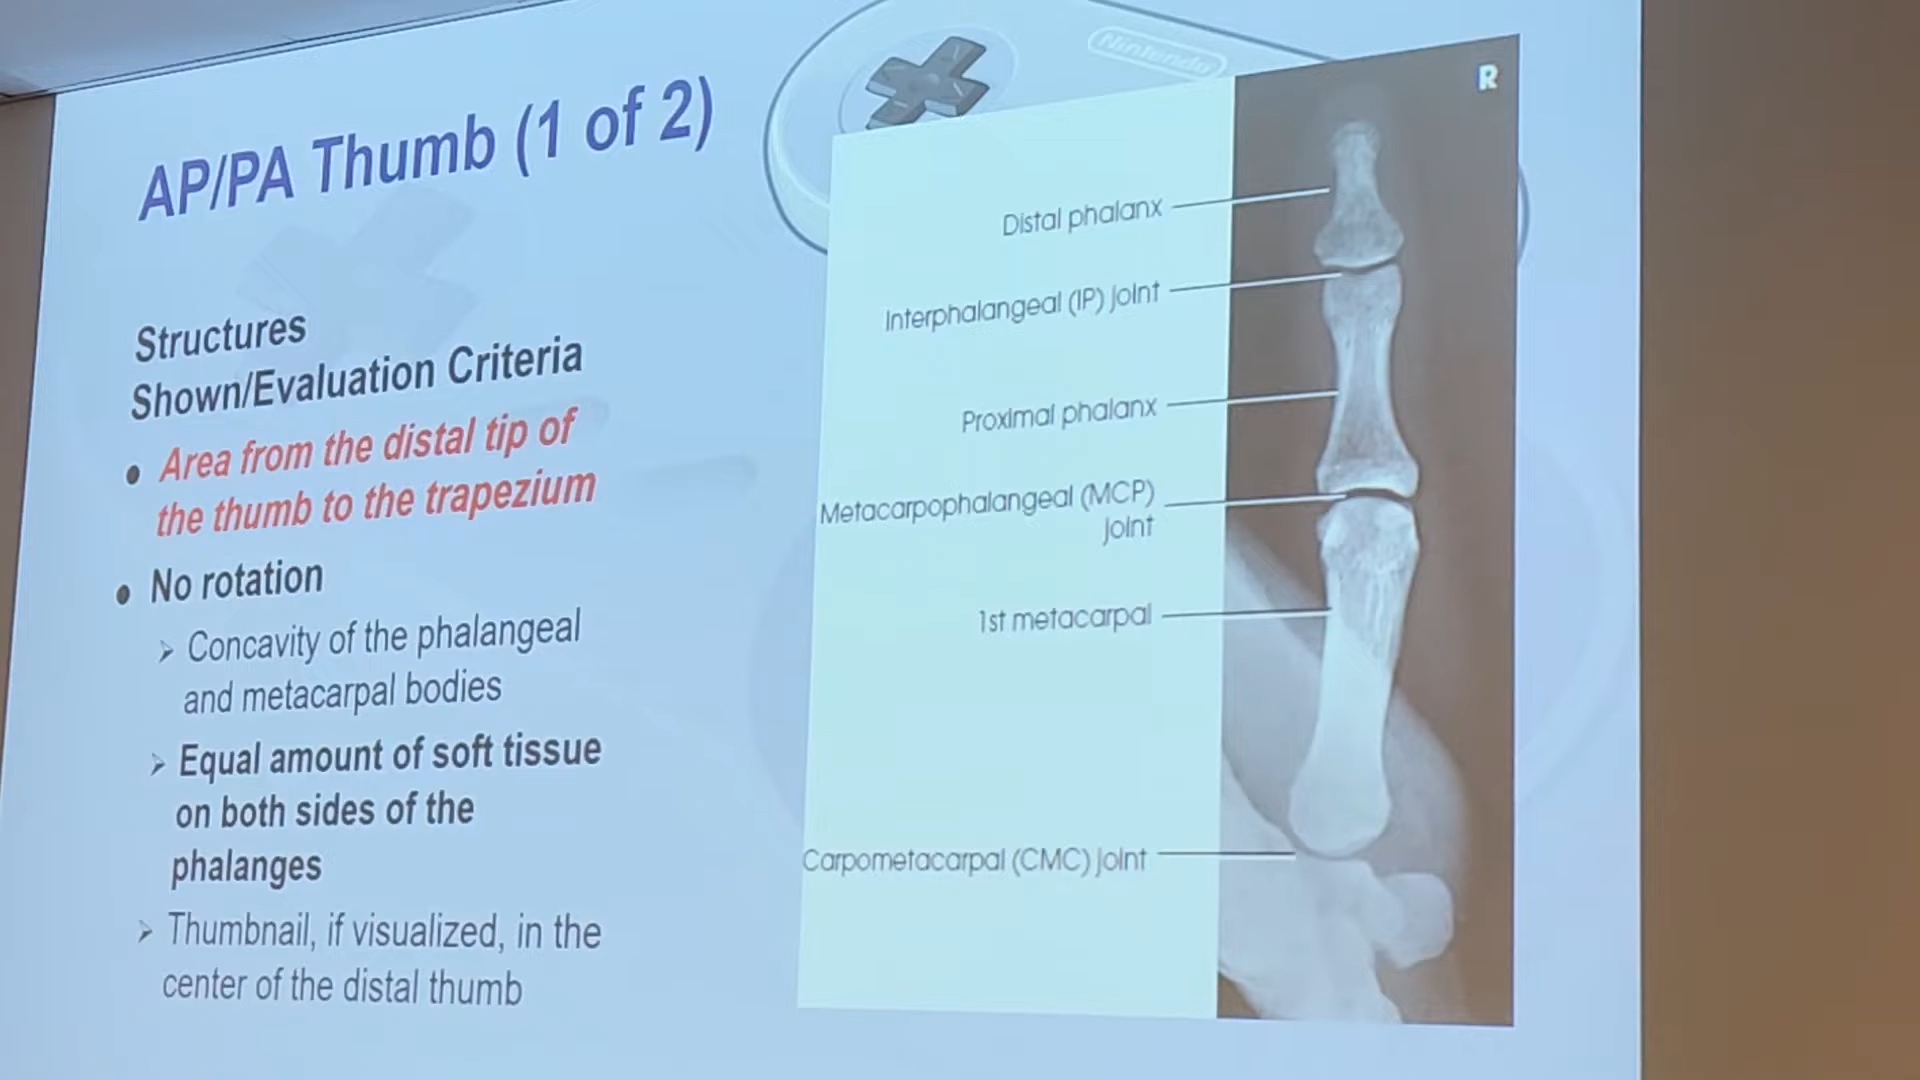 AP/PA Thumb (1 of 2)
Nintendo
R
Structures
Shown/Evaluation Criteria
• Area from the distal tip of
the thumb to the trapezium
• No rotation
➢ Concavity of the phalangeal
and metacarpal bodies
➢ Equal amount of soft tissue
on both sides of the
phalanges
➢ Thumbnail, if visualized, in the
center of the distal thumb
Distal phalanx
Interphalangeal (IP) joint
Proximal phalanx
Metacarpophalangeal (MCP)
joint
1st metacarpal
Carpometacarpal (CMC) joint